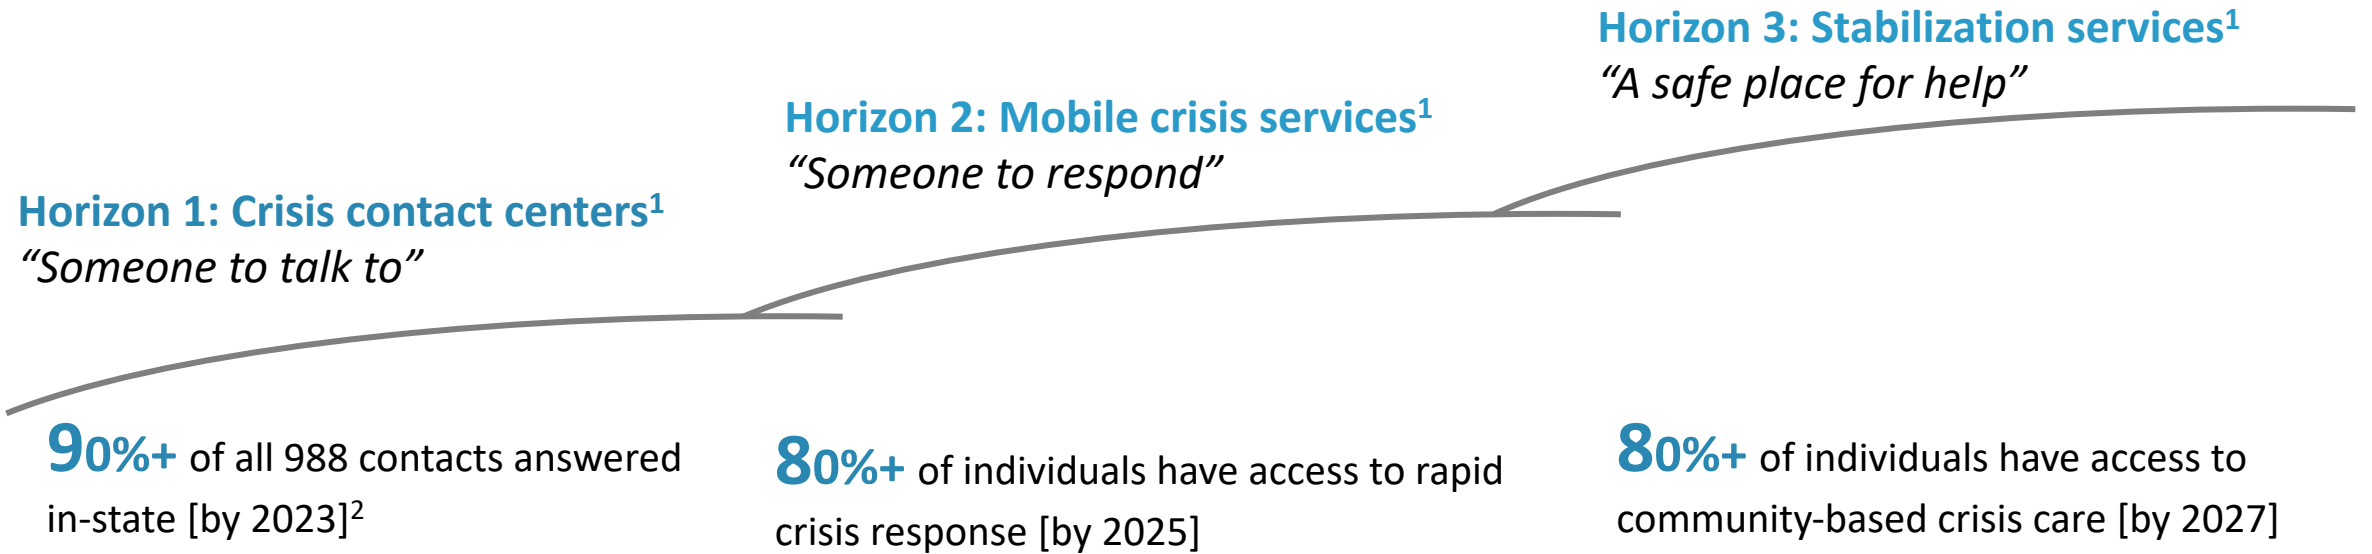 Horizon 1: Crisis contact centers¹
“Someone to talk to”
90%+ of all 988 contacts answered
in-state [by 2023]²
Horizon 2: Mobile crisis services¹
“Someone to respond”
80%+ of individuals have access to rapid
crisis response [by 2025]
Horizon 3: Stabilization services¹
“A safe place for help”
80%+ of individuals have access to
community-based crisis care [by 2027]